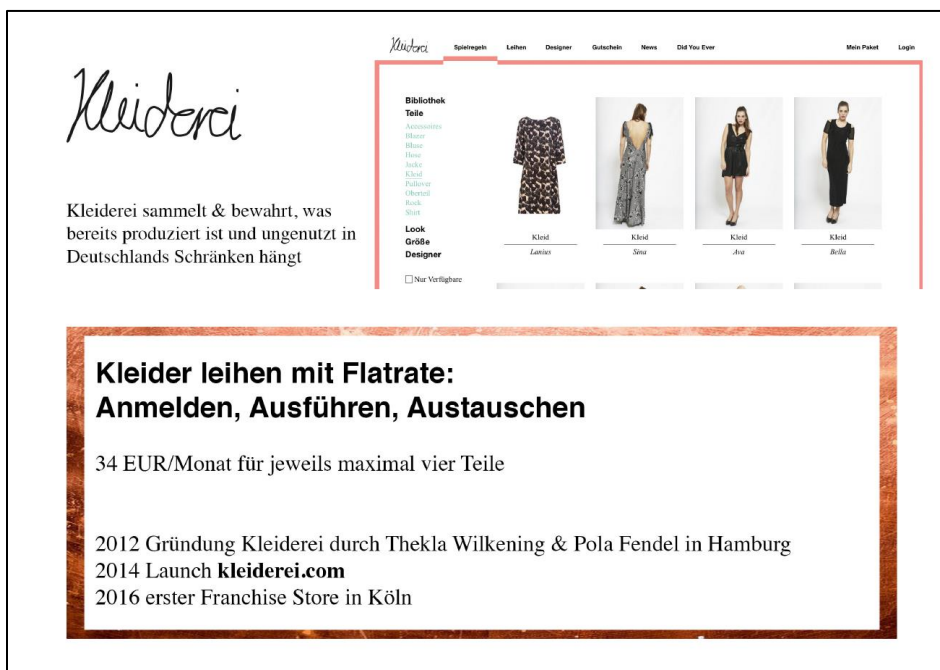 Kleiderei
Kleiderei sammelt & bewahrt, was
bereits produziert ist und ungenutzt in
Deutschlands Schränken hängt
Kleiderei Spielregeln Leihen Designer Gutschein News Did You Ever Mein Paket Login
Bibliothek
Teile
Accessoires
Blazer
Bluse
Hose
Jacke
Kleid
Pullover
Oberteil
Rock
Shirt
Look
Größe
Designer
Nur Verfügbare
Kleid Kleid Kleid Kleid
Lanius Sina Ava Bella
Kleider leihen mit Flatrate:
Anmelden, Ausführen, Austauschen
34 EUR/Monat für jeweils maximal vier Teile
2012 Gründung Kleiderei durch Thekla Wilkening & Pola Fendel in Hamburg
2014 Launch kleiderei.com
2016 erster Franchise Store in Köln